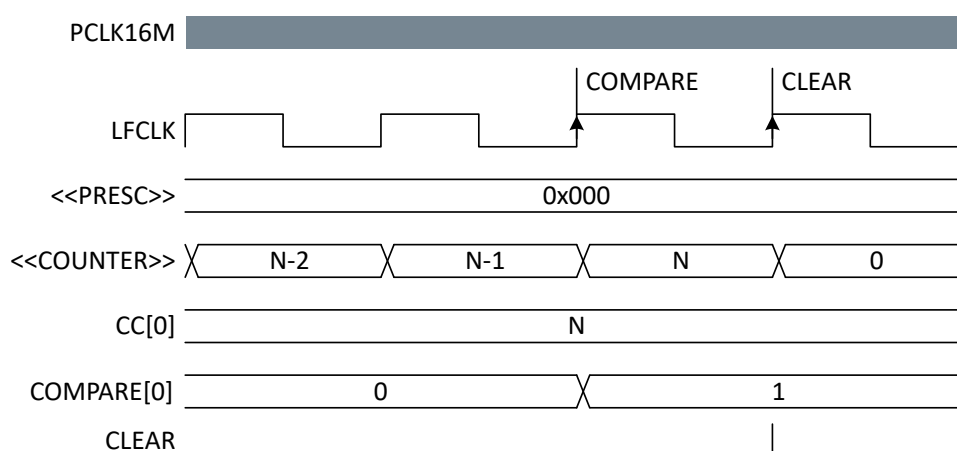 PCLK16M
COMPARE CLEAR
LFCLK
<<PRESC>> 0x000
<<COUNTER>> N-2 N-1 N 0
CC[0] N
COMPARE[0] 0 1
CLEAR